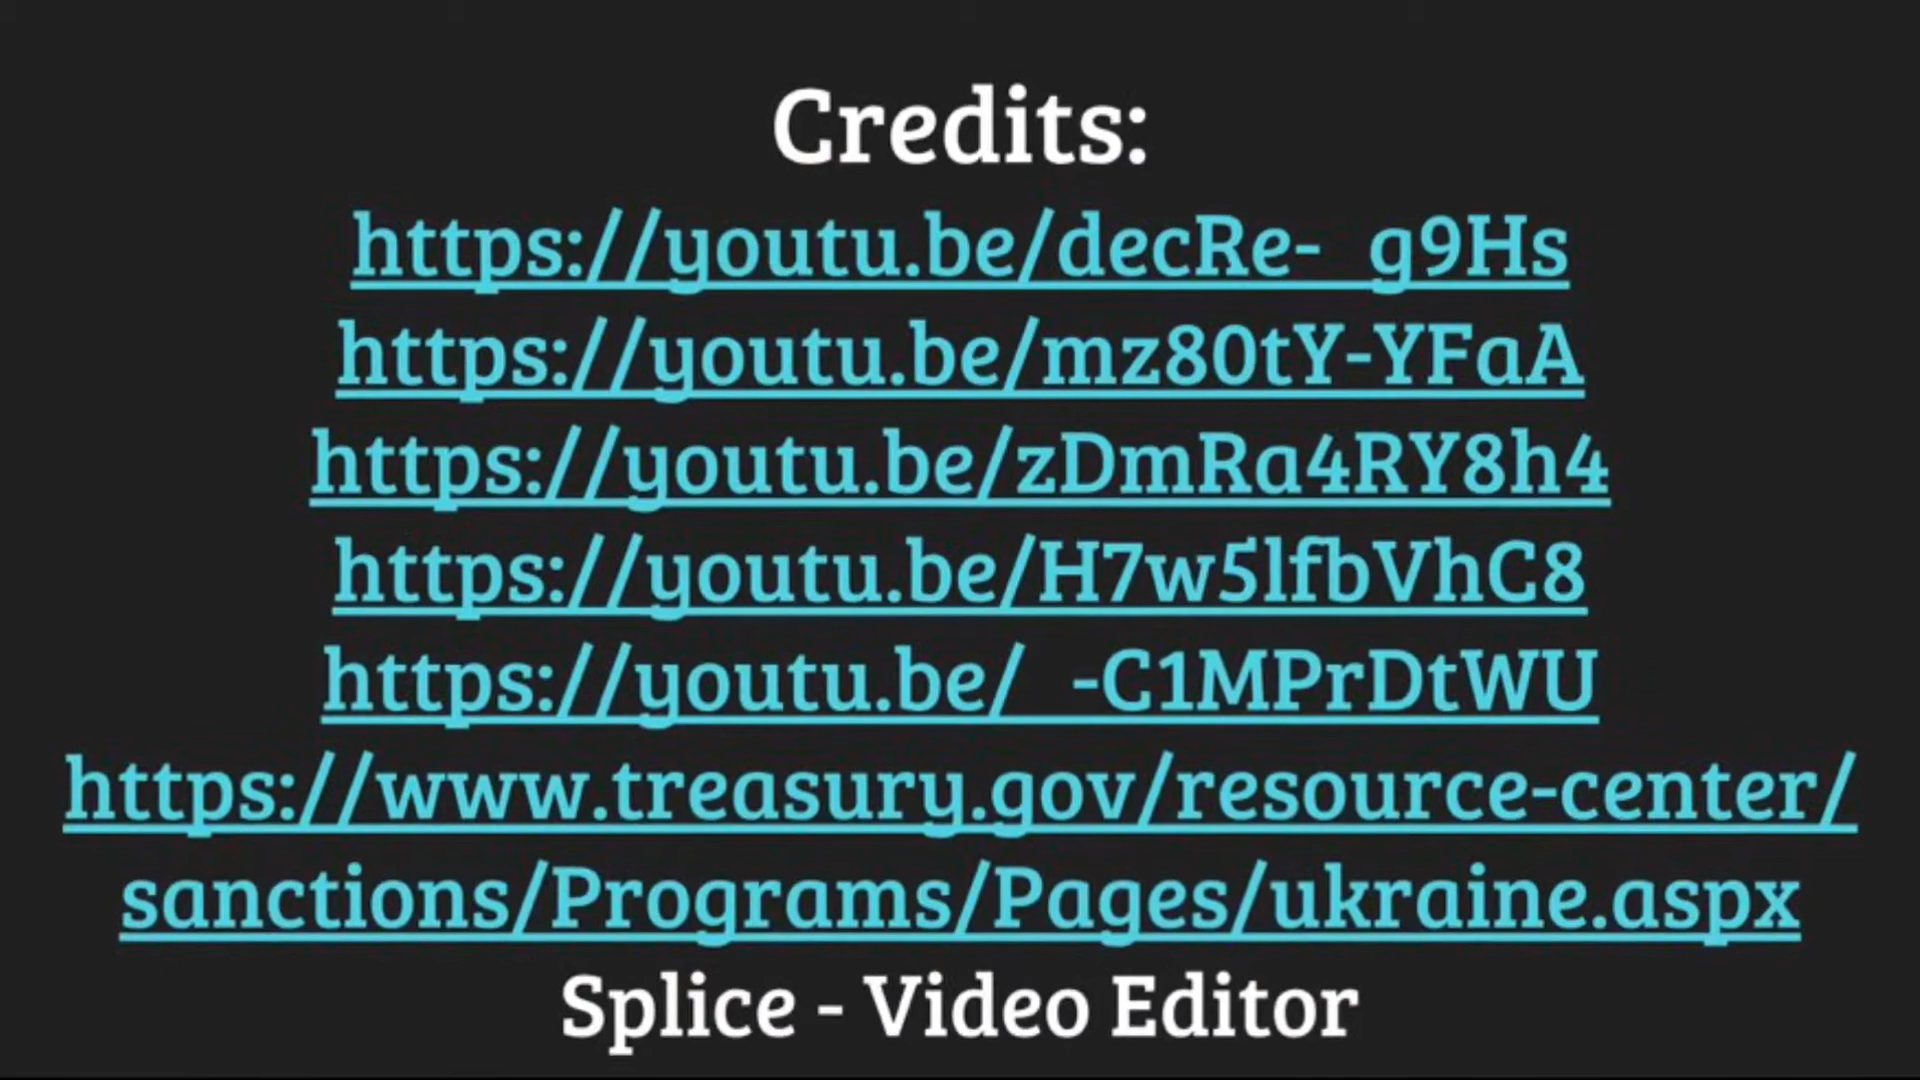 Credits:
https://youtu.be/decRe-_g9Hs
https://youtu.be/mz80tY-YFaA
https://youtu.be/zDmRa4RY8h4
https://youtu.be/H7w5lfbVhC8
https://youtu.be/_-C1MPrDtWU
https://www.treasury.gov/resource-center/
sanctions/Programs/Pages/ukraine.aspx
Splice - Video Editor